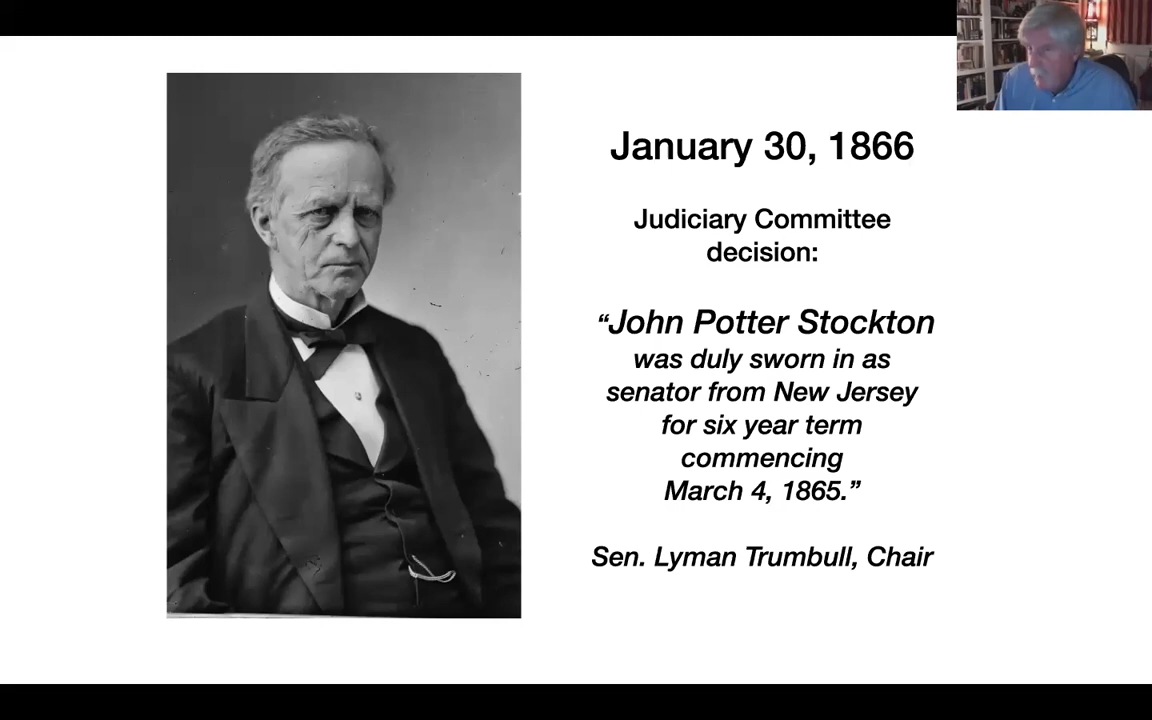 January 30, 1866
Judiciary Committee
decision:
“John Potter Stockton
was duly sworn in as
senator from New Jersey
for six year term
commencing
March 4, 1865.”
Sen. Lyman Trumbull, Chair